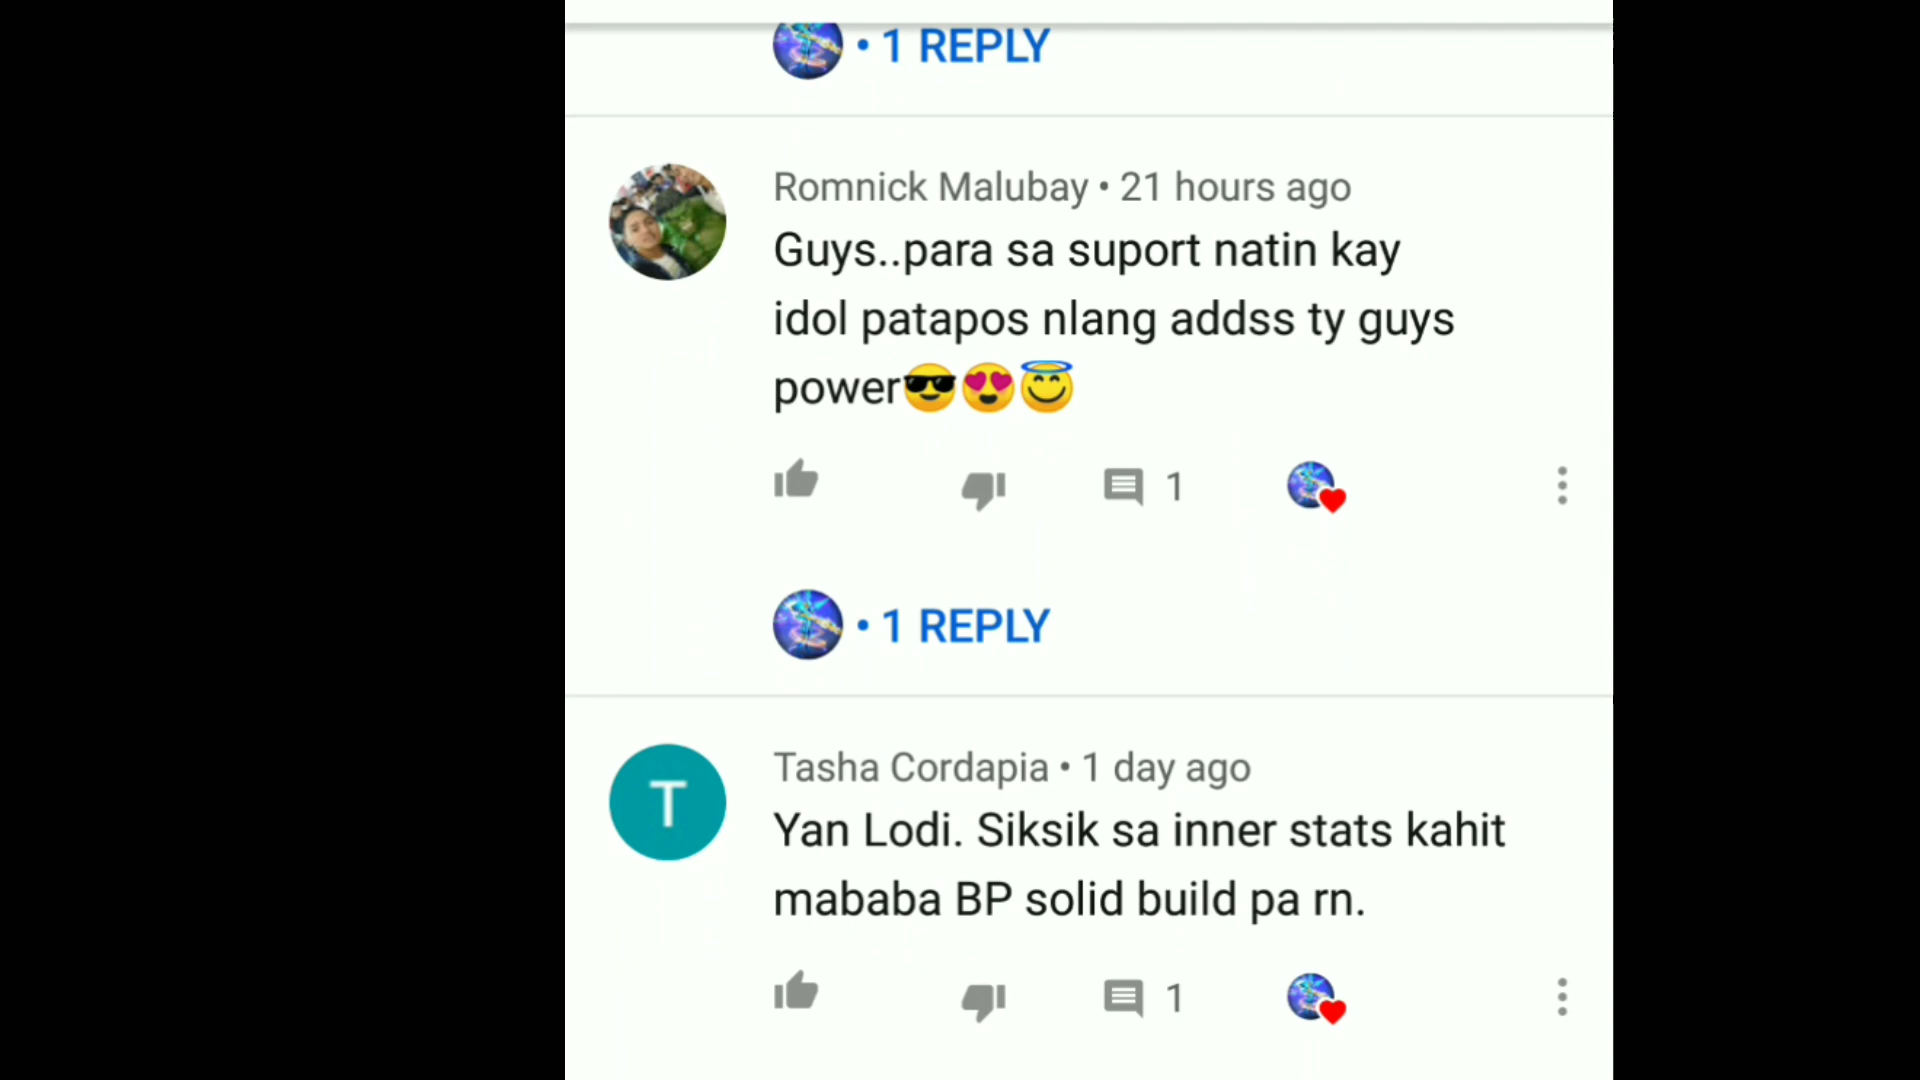 • 1 REPLY
Romnick Malubay • 21 hours ago
Guys..para sa suport natin kay
idol patapos nlang addss ty guys
power😎😍😇
1
• 1 REPLY
T
Tasha Cordapia • 1 day ago
Yan Lodi. Siksik sa inner stats kahit
mababa BP solid build pa rn.
1